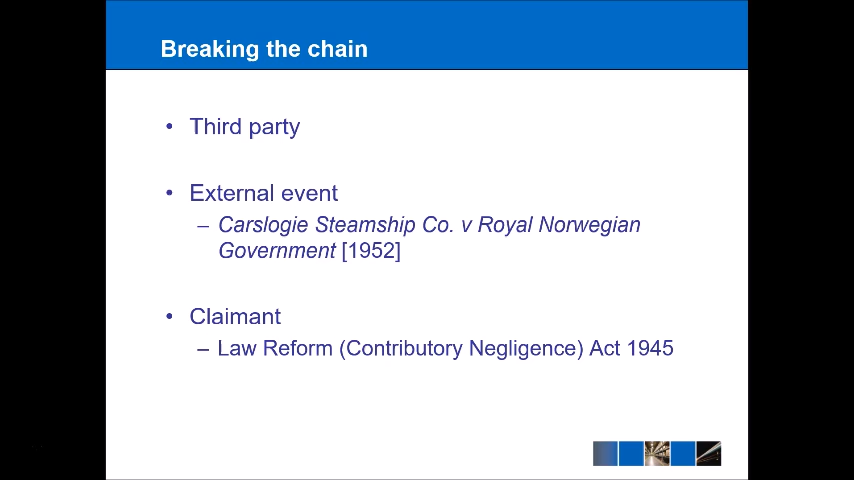 Breaking the chain
• Third party
• External event
– Carslogie Steamship Co. v Royal Norwegian
Government [1952]
• Claimant
– Law Reform (Contributory Negligence) Act 1945